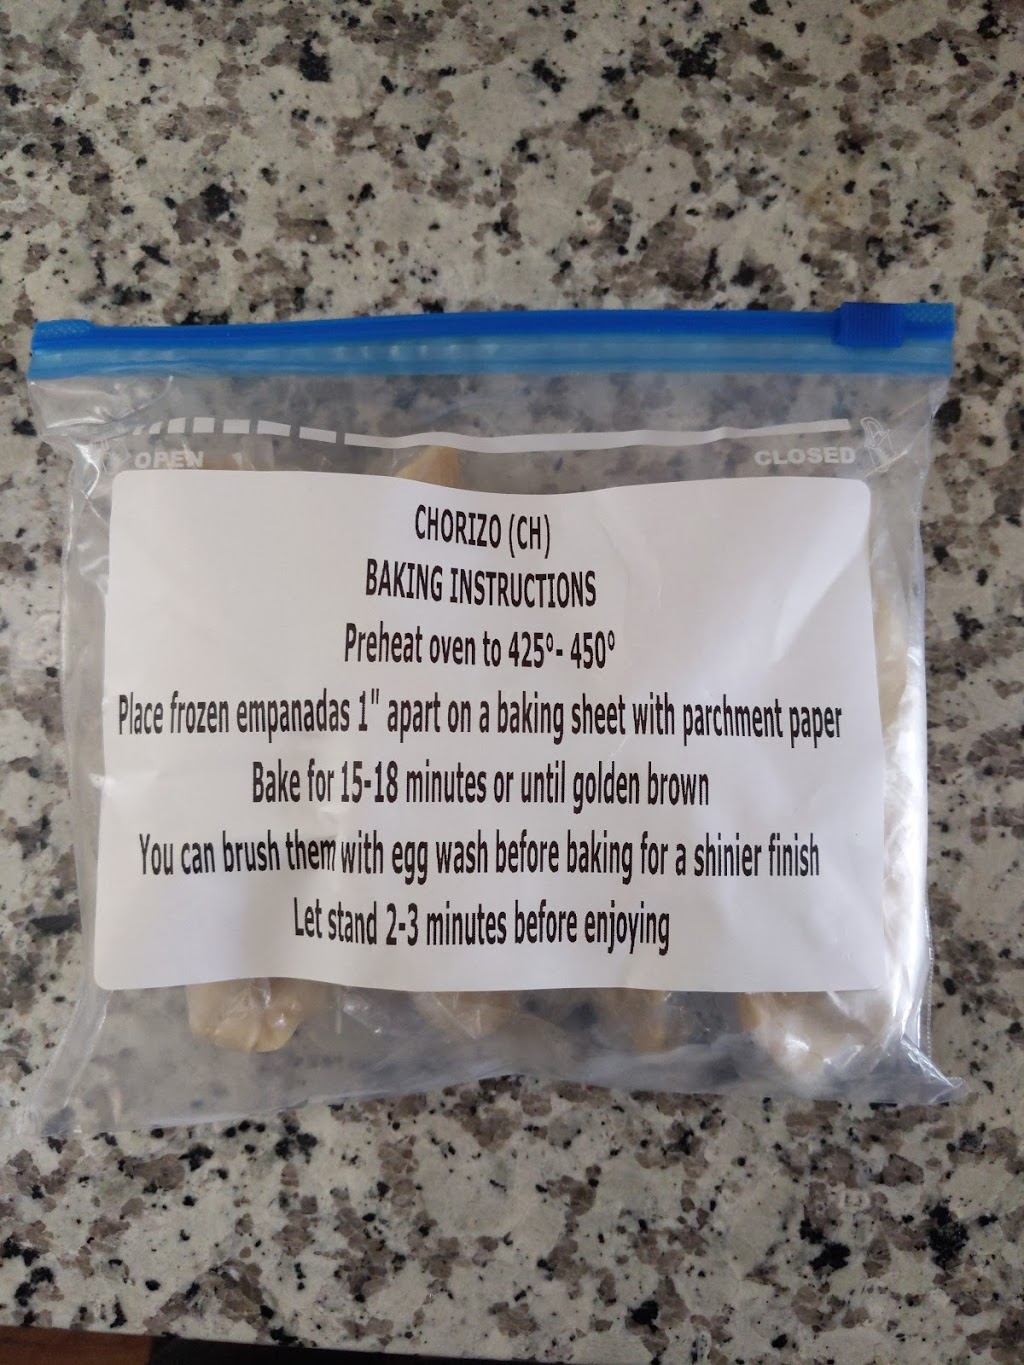 OPEN
CLOSED
CHORIZO (CH)
BAKING INSTRUCTIONS
Preheat oven to 425°- 450°
Place frozen empanadas 1" apart on a baking sheet with parchment paper
Bake for 15-18 minutes or until golden brown
You can brush them with egg wash before baking for a shinier finish
Let stand 2-3 minutes before enjoying